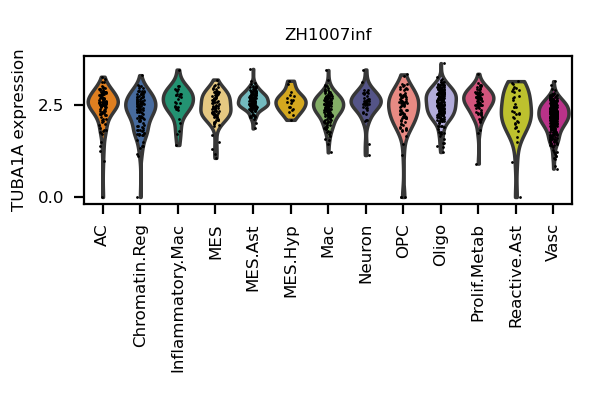 ZH1007inf
TUBA1A expression
2.5
0.0
AC
Chromatin.Reg
Inflammatory.Mac
MES
MES.Ast
MES.Hyp
Mac
Neuron
OPC
Oligo
Prolif.Metab
Reactive.Ast
Vasc